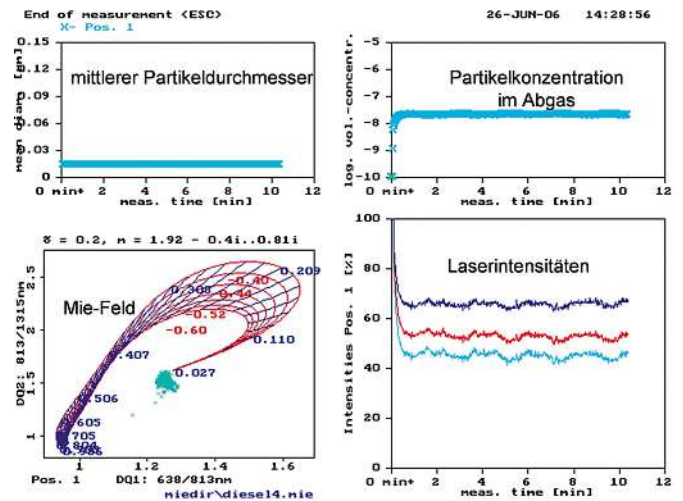 End of measurement <ESC>
26-JUN-06 14:28:56
X- Pos. 1
mittlerer Partikeldurchmesser
0.15
0.12
0.09
0.06
0.03
0
0 min+ 2 4 6 8 10 12
meas. time [min]
Partikelkonzentration
im Abgas
log. vol.-concentr.
-5
-6
-7
-8
-9
-10
0 min+ 2 4 6 8 10 12
meas. time [min]
= 0.2, m = 1.92 - 0.4i..0.81i
Mie-Feld
DQ2: 813/1315nm
2.5
2
1.5
1
0.209
-0.40
0.308
-0.44
-0.52
-0.60
0.110
.407
0.027
.506
.605
.705
1 1.2 1.4 1.6
Pos. 1 DQ1: 638/813nm
miedir\diesel4.mie
Laserintensitäten
Intensities Pos. 1 [%]
100
80
60
40
20
0
0 min+ 2 4 6 8 10 12
meas. time [min]